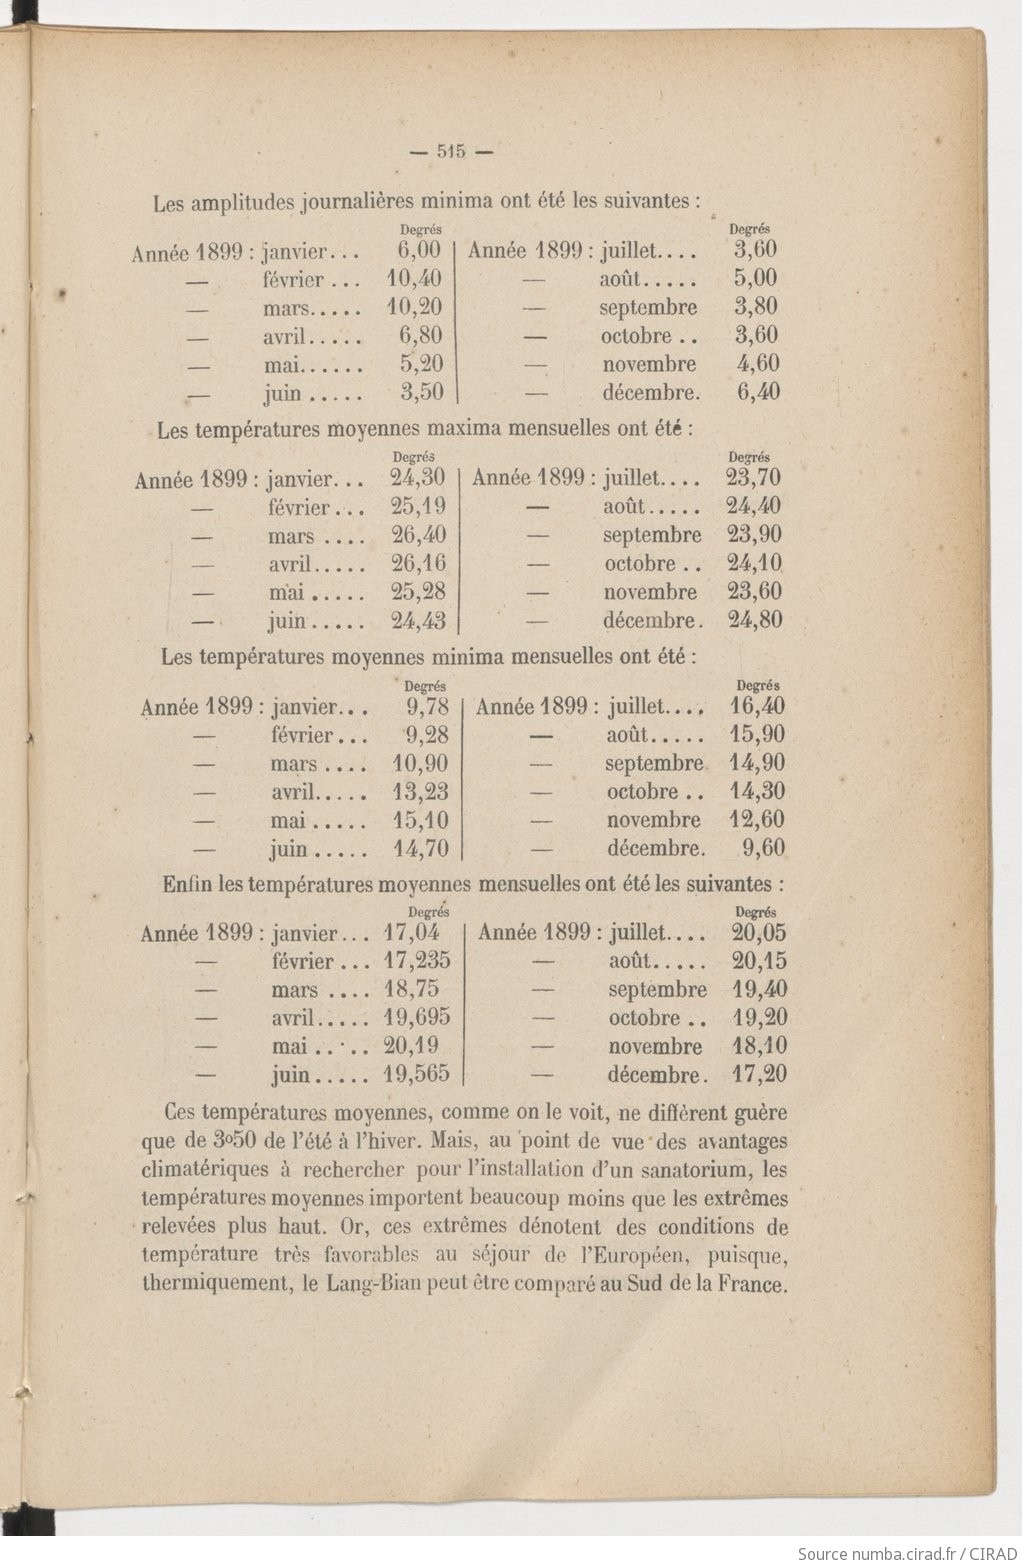 — 515 —
Les amplitudes journalières minima ont été les suivantes :
Degrés Degrés
Année 1899 : janvier... 6,00 Année 1899 : juillet.... 3,60
— février ... 10,40 — août..... 5,00
— mars..... 10,20 — septembre 3,80
— avril..... 6,80 — octobre .. 3,60
— mai...... 5,20 — novembre 4,60
— juin ..... 3,50 — décembre. 6,40
Les températures moyennes maxima mensuelles ont été :
Degrés Degrés
Année 1899 : janvier... 24,30 Année 1899 : juillet.... 23,70
— février... 25,19 — août..... 24,40
— mars .... 26,40 — septembre 23,90
— avril..... 26,16 — octobre .. 24,10
— mai ..... 25,28 — novembre 23,60
— juin ..... 24,43 — décembre. 24,80
Les températures moyennes minima mensuelles ont été :
Degrés Degrés
Année 1899 : janvier... 9,78 Année 1899 : juillet.... 16,40
— février... 9,28 — août..... 15,90
— mars .... 10,90 — septembre 14,90
— avril..... 13,23 — octobre .. 14,30
— mai ..... 15,10 — novembre 12,60
— juin ..... 14,70 — décembre. 9,60
Enfin les températures moyennes mensuelles ont été les suivantes :
Degrés Degrés
Année 1899 : janvier... 17,04 Année 1899 : juillet.... 20,05
— février ... 17,235 — août..... 20,15
— mars .... 18,75 — septembre 19,40
— avril..... 19,695 — octobre .. 19,20
— mai ..... 20,19 — novembre 18,10
— juin..... 19,565 — décembre. 17,20
Ces températures moyennes, comme on le voit, ne diffèrent guère
que de 3°50 de l'été à l'hiver. Mais, au point de vue des avantages
climatériques à rechercher pour l'installation d'un sanatorium, les
températures moyennes importent beaucoup moins que les extrêmes
relevées plus haut. Or, ces extrêmes dénotent des conditions de
température très favorables au séjour de l'Européen, puisque,
thermiquement, le Lang-Bian peut être comparé au Sud de la France.
Source numba.cirad.fr / CIRAD